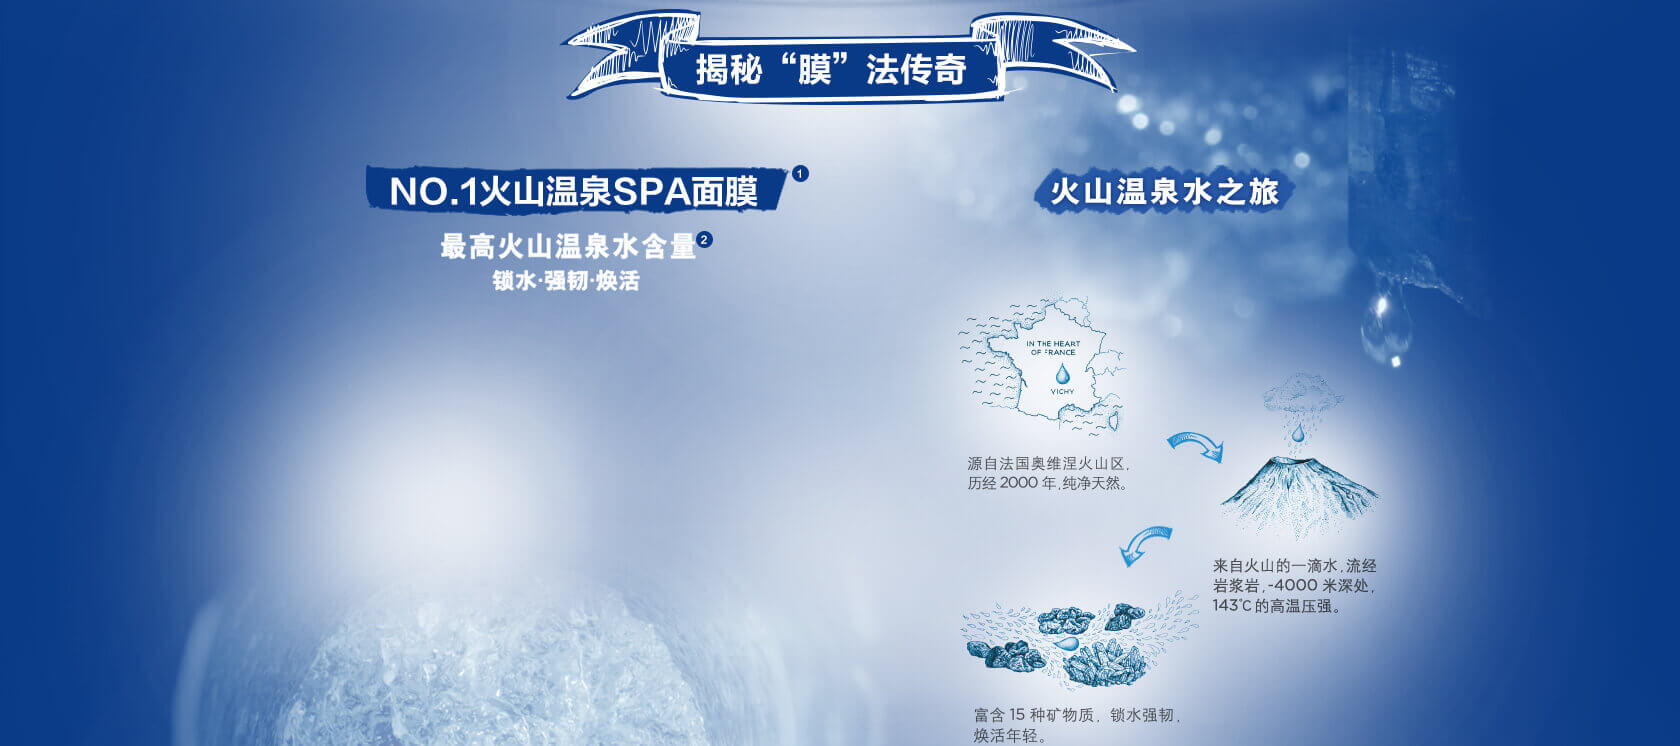 揭秘“膜”法传奇
NO.1火山温泉SPA面膜 1
最高火山温泉水含量 2
锁水·强韧·焕活
火山温泉水之旅
IN THE HEART
OF FRANCE
VICHY
源自法国奥维涅火山区,
历经 2000 年,纯净天然。
来自火山的一滴水,流经
岩浆岩,-4000 米深处,
143℃的高温压强。
富含 15 种矿物质, 锁水强韧,
焕活年轻。